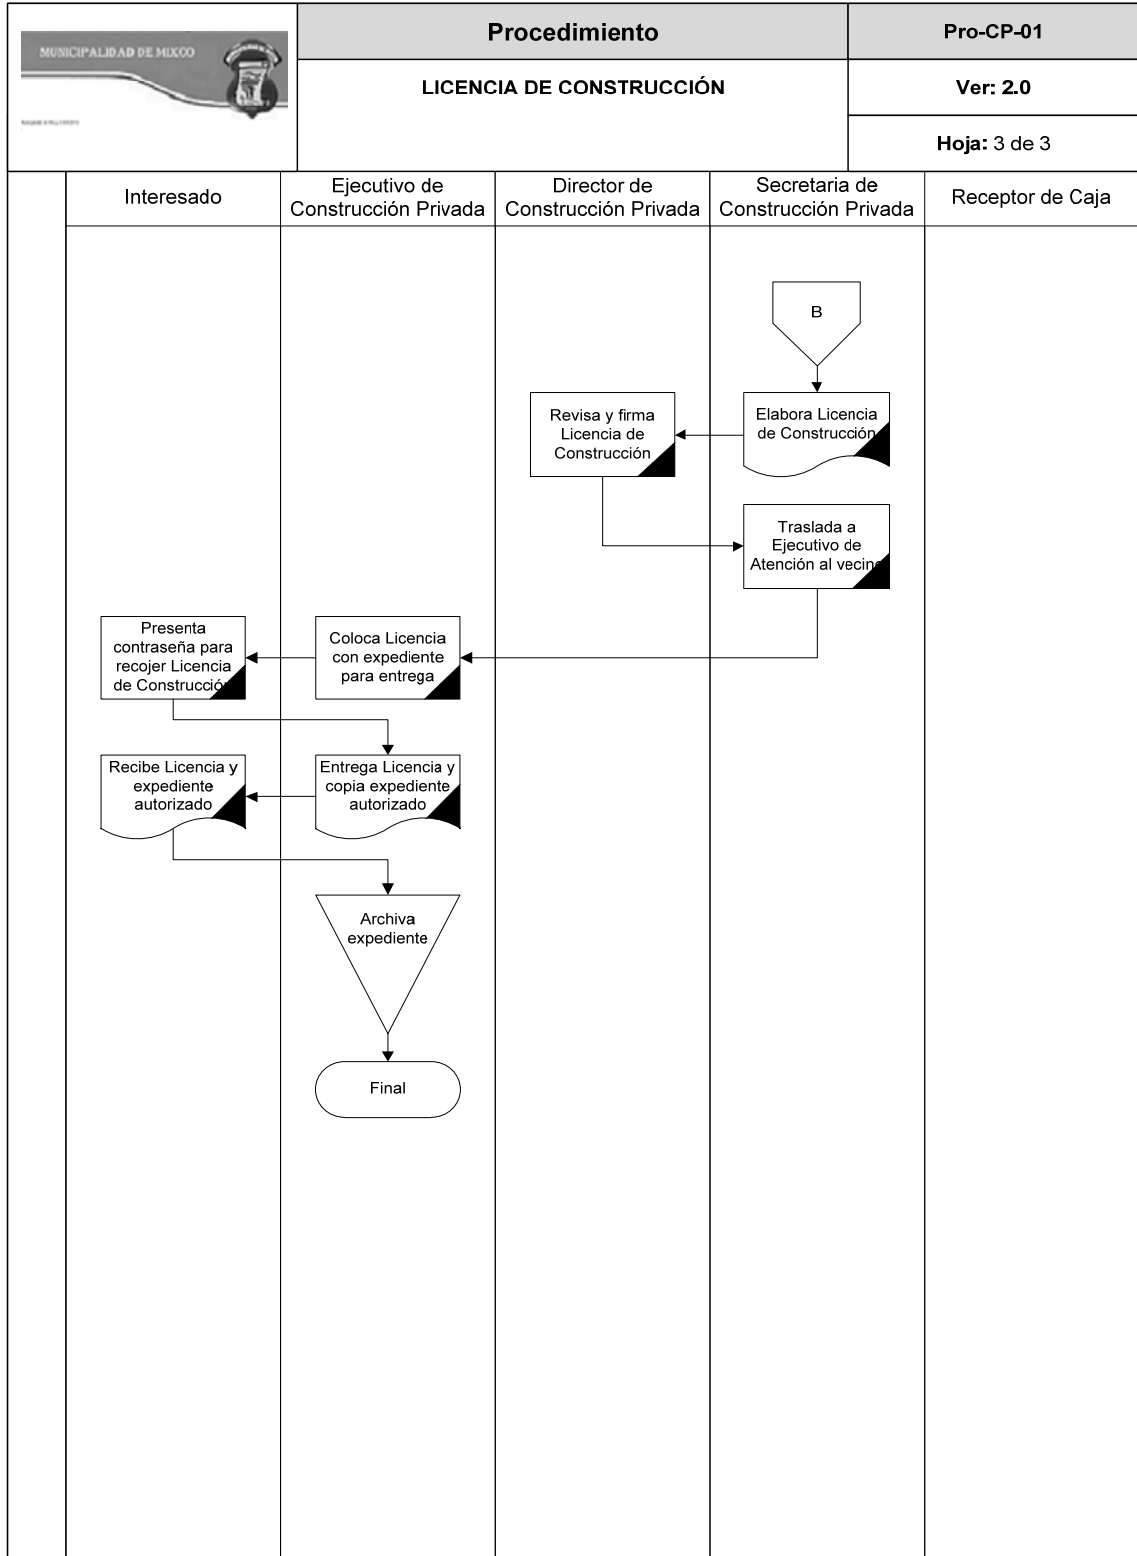 MUNICIPALIDAD DE MIXCO
Procedimiento
Pro-CP-01
LICENCIA DE CONSTRUCCIÓN
Ver: 2.0
Hoja: 3 de 3
Interesado
Ejecutivo de
Construcción Privada
Director de
Construcción Privada
Secretaria de
Construcción Privada
Receptor de Caja
B
Elabora Licencia
de Construcción
Revisa y firma
Licencia de
Construcción
Traslada a
Ejecutivo de
Atención al vecino
Coloca Licencia
con expediente
para entrega
Presenta
contraseña para
recojer Licencia
de Construcción
Entrega Licencia y
copia expediente
autorizado
Recibe Licencia y
expediente
autorizado
Archiva
expediente
Final